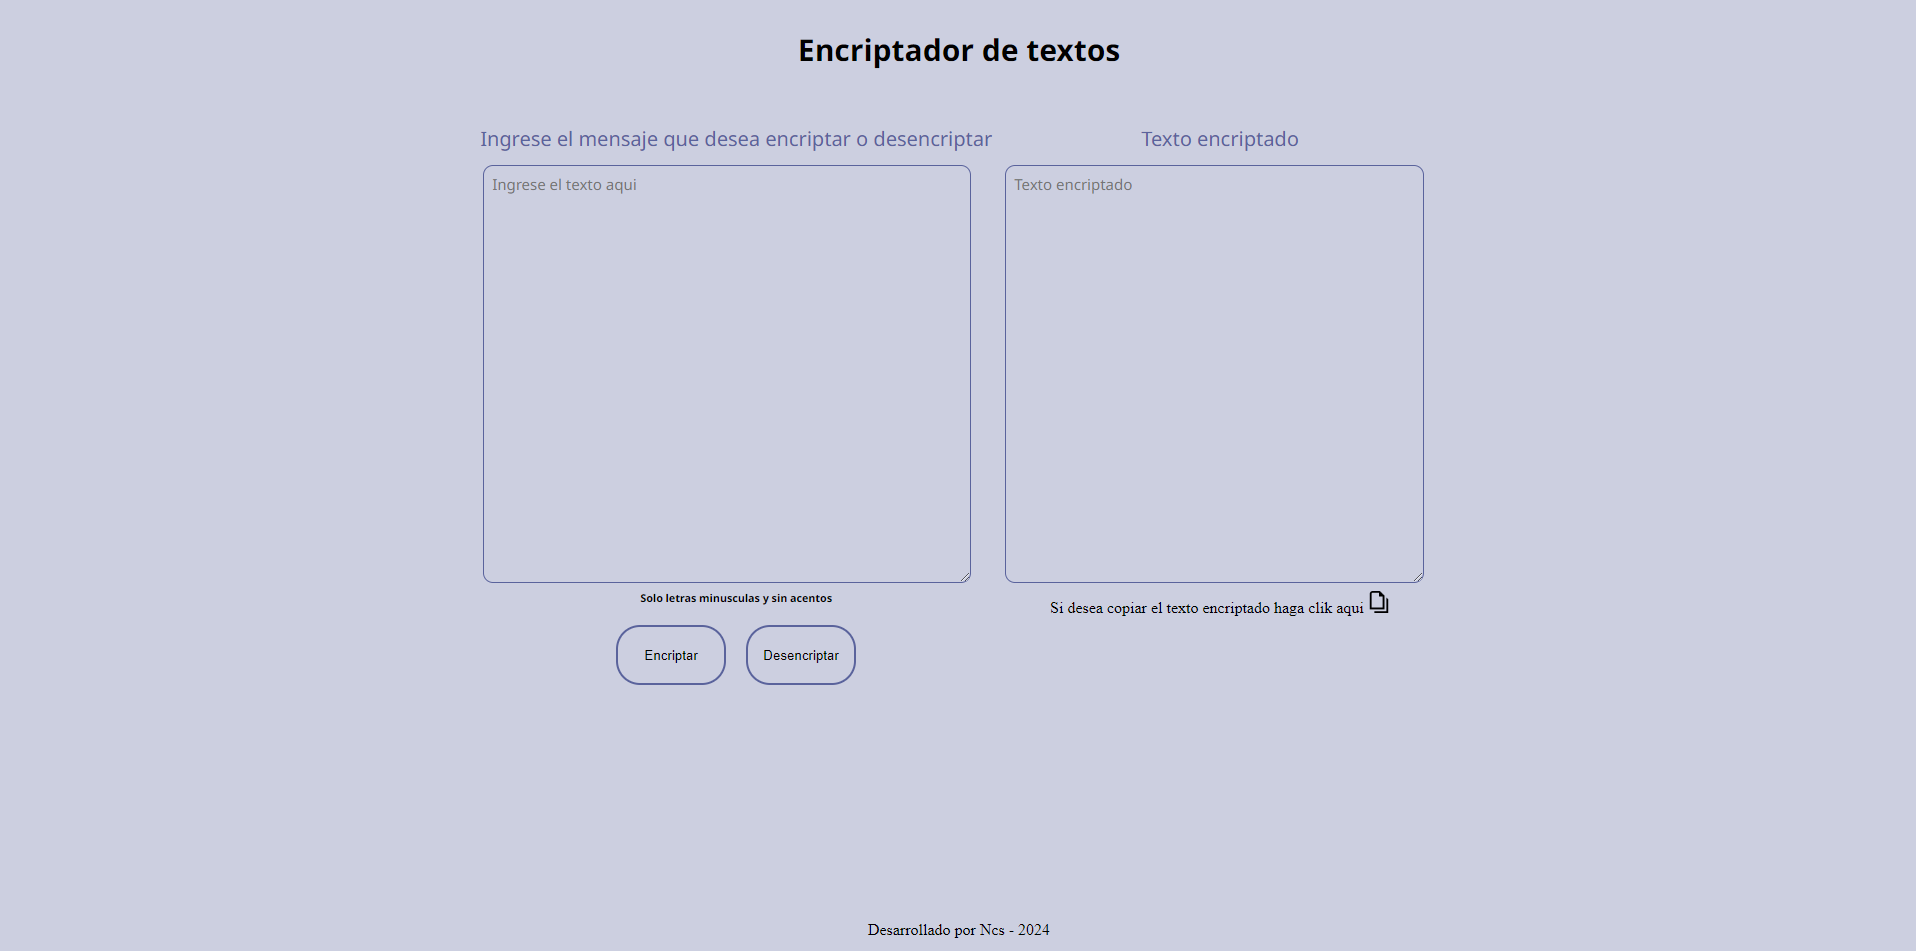 Encriptador de textos
Ingrese el mensaje que desea encriptar o desencriptar
Ingrese el texto aqui
Solo letras minusculas y sin acentos
Encriptar
Desencriptar
Texto encriptado
Texto encriptado
Si desea copiar el texto encriptado haga clik aqui
Desarrollado por Ncs - 2024